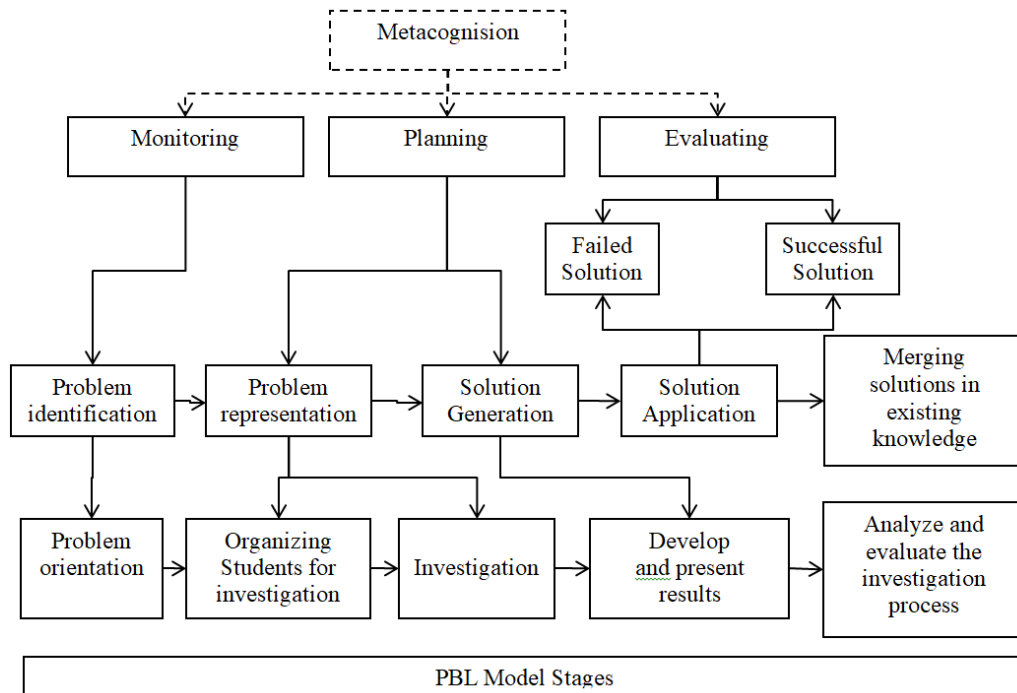 Metacognision
Monitoring
Planning
Evaluating
Failed
Solution
Successful
Solution
Problem
identification
Problem
representation
Solution
Generation
Solution
Application
Merging
solutions in
existing
knowledge
Problem
orientation
Organizing
Students for
investigation
Investigation
Develop
and present
results
Analyze and
evaluate the
investigation
process
PBL Model Stages